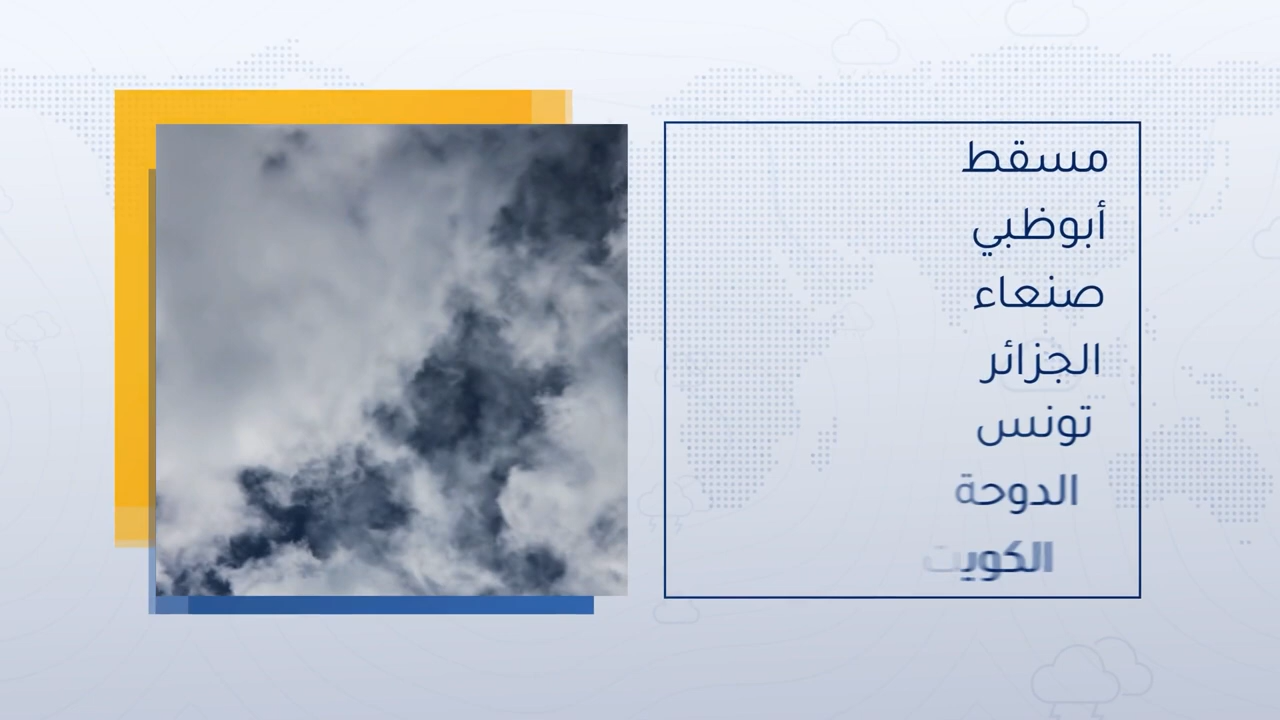 مسقط
أبوظبي
صنعاء
الجزائر
تونس
الدوحة
الكويت